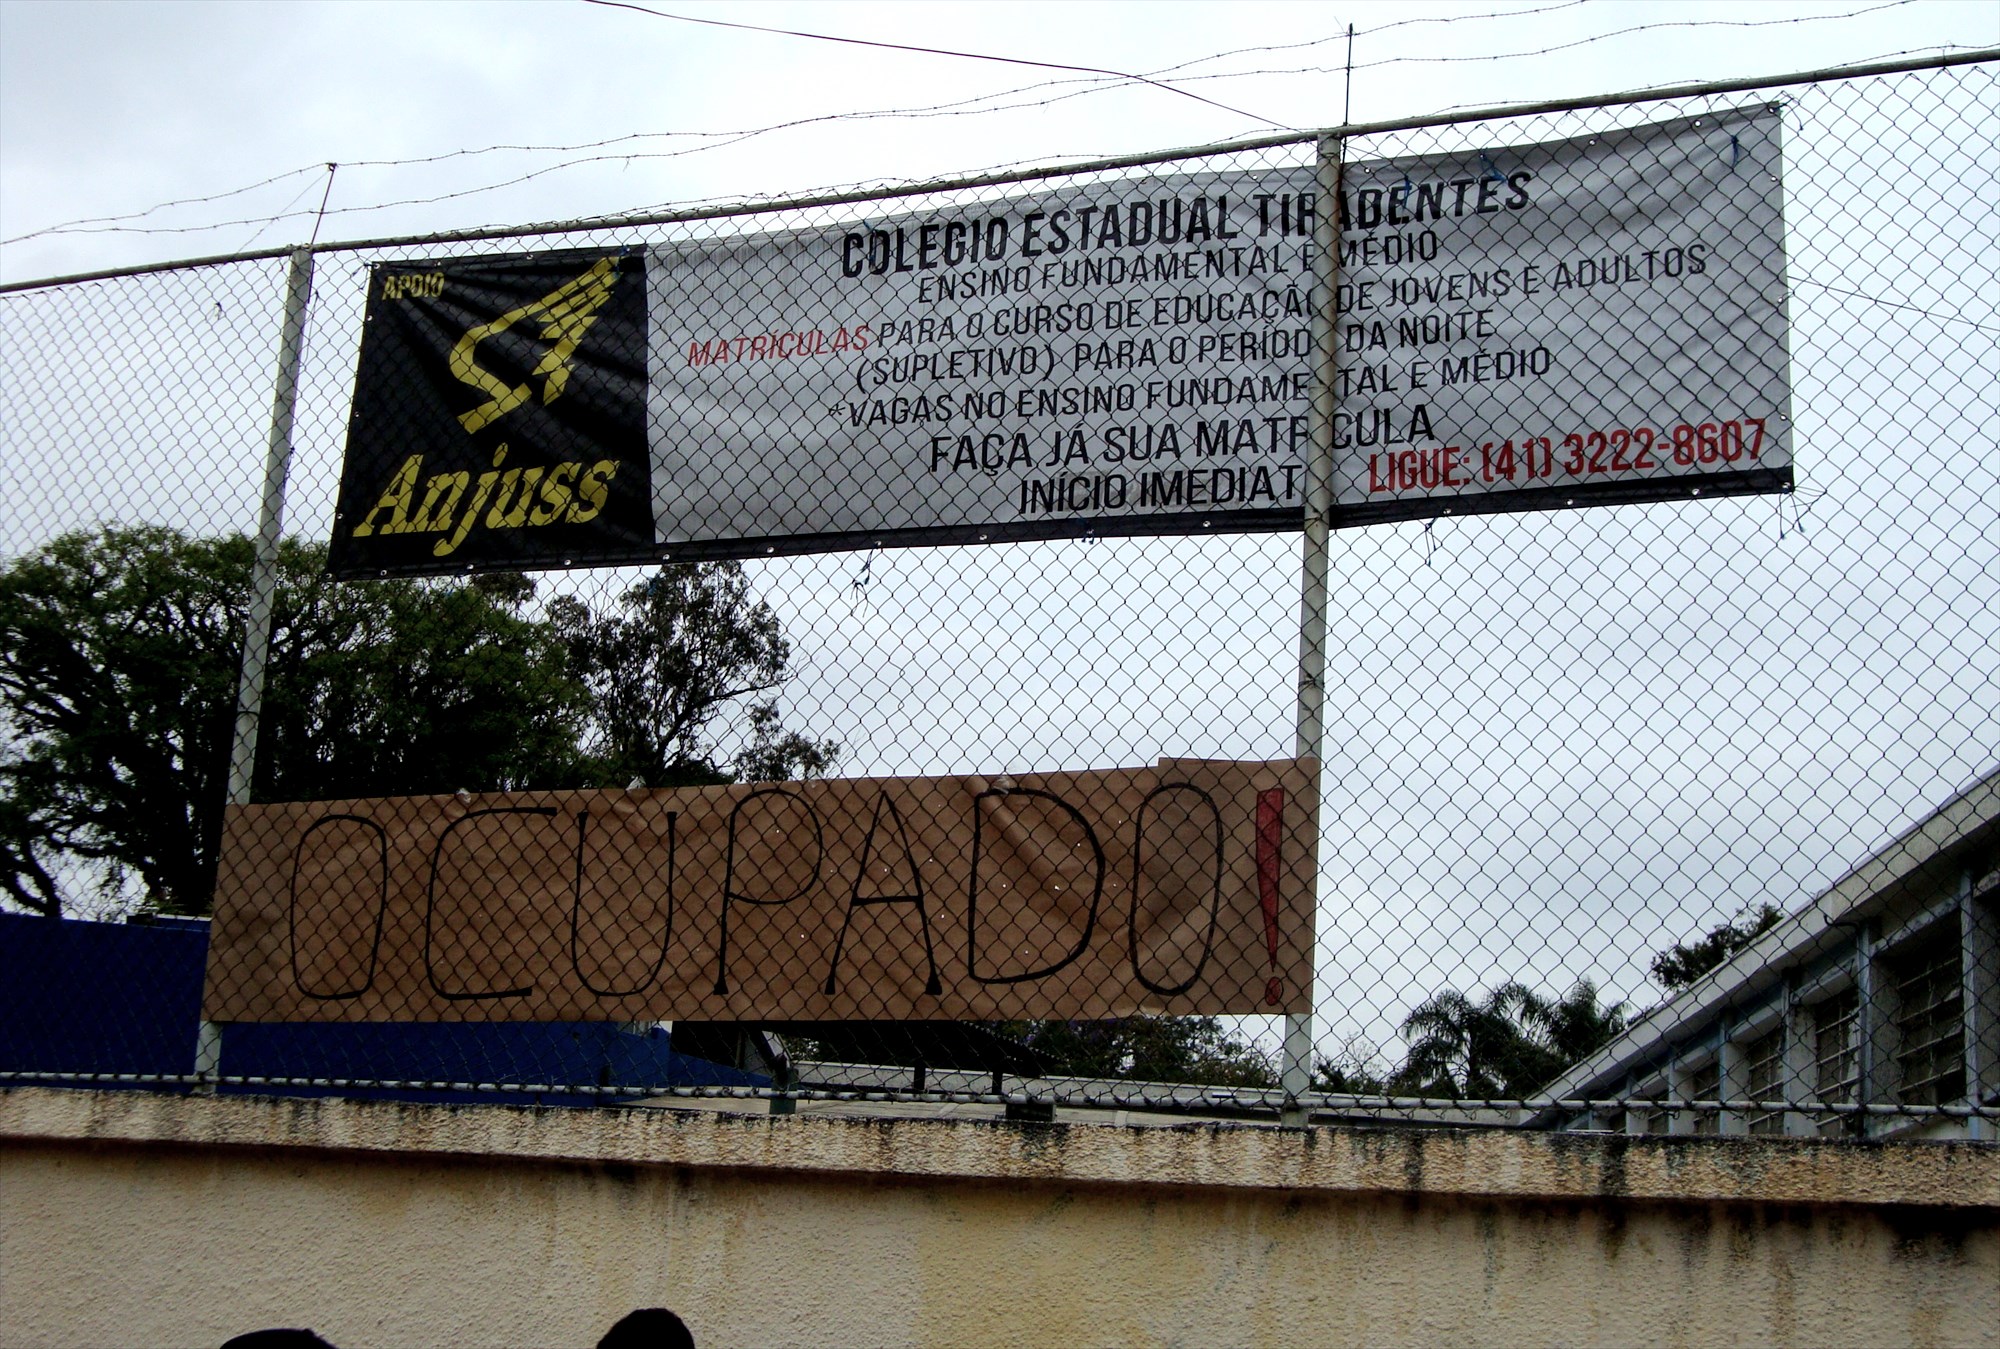 APOIO
Anjuss
COLÉGIO ESTADUAL TIRADENTES
ENSINO FUNDAMENTAL E MÉDIO
MATRÍCULAS PARA O CURSO DE EDUCAÇÃO DE JOVENS E ADULTOS
(SUPLETIVO) PARA O PERÍODO DA NOITE
*VAGAS NO ENSINO FUNDAMENTAL E MÉDIO
FAÇA JÁ SUA MATRÍCULA
INÍCIO IMEDIATO
LIGUE: (41) 3222-8607
OCUPADO!